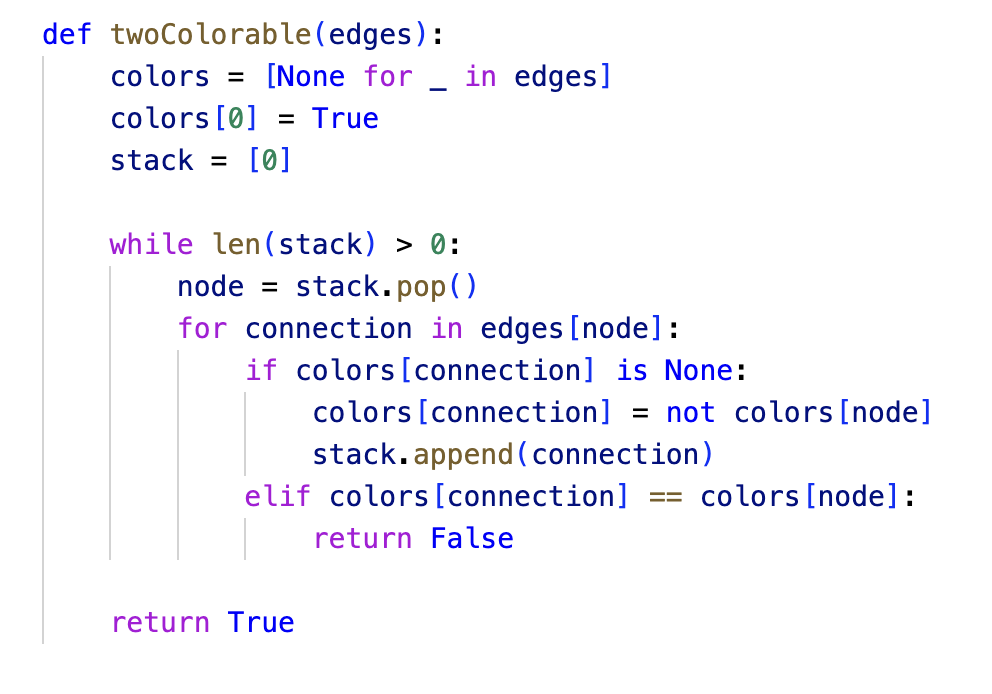 def twoColorable(edges):
    colors = [None for _ in edges]
    colors[0] = True
    stack = [0]

    while len(stack) > 0:
        node = stack.pop()
        for connection in edges[node]:
            if colors[connection] is None:
                colors[connection] = not colors[node]
                stack.append(connection)
            elif colors[connection] == colors[node]:
                return False

    return True